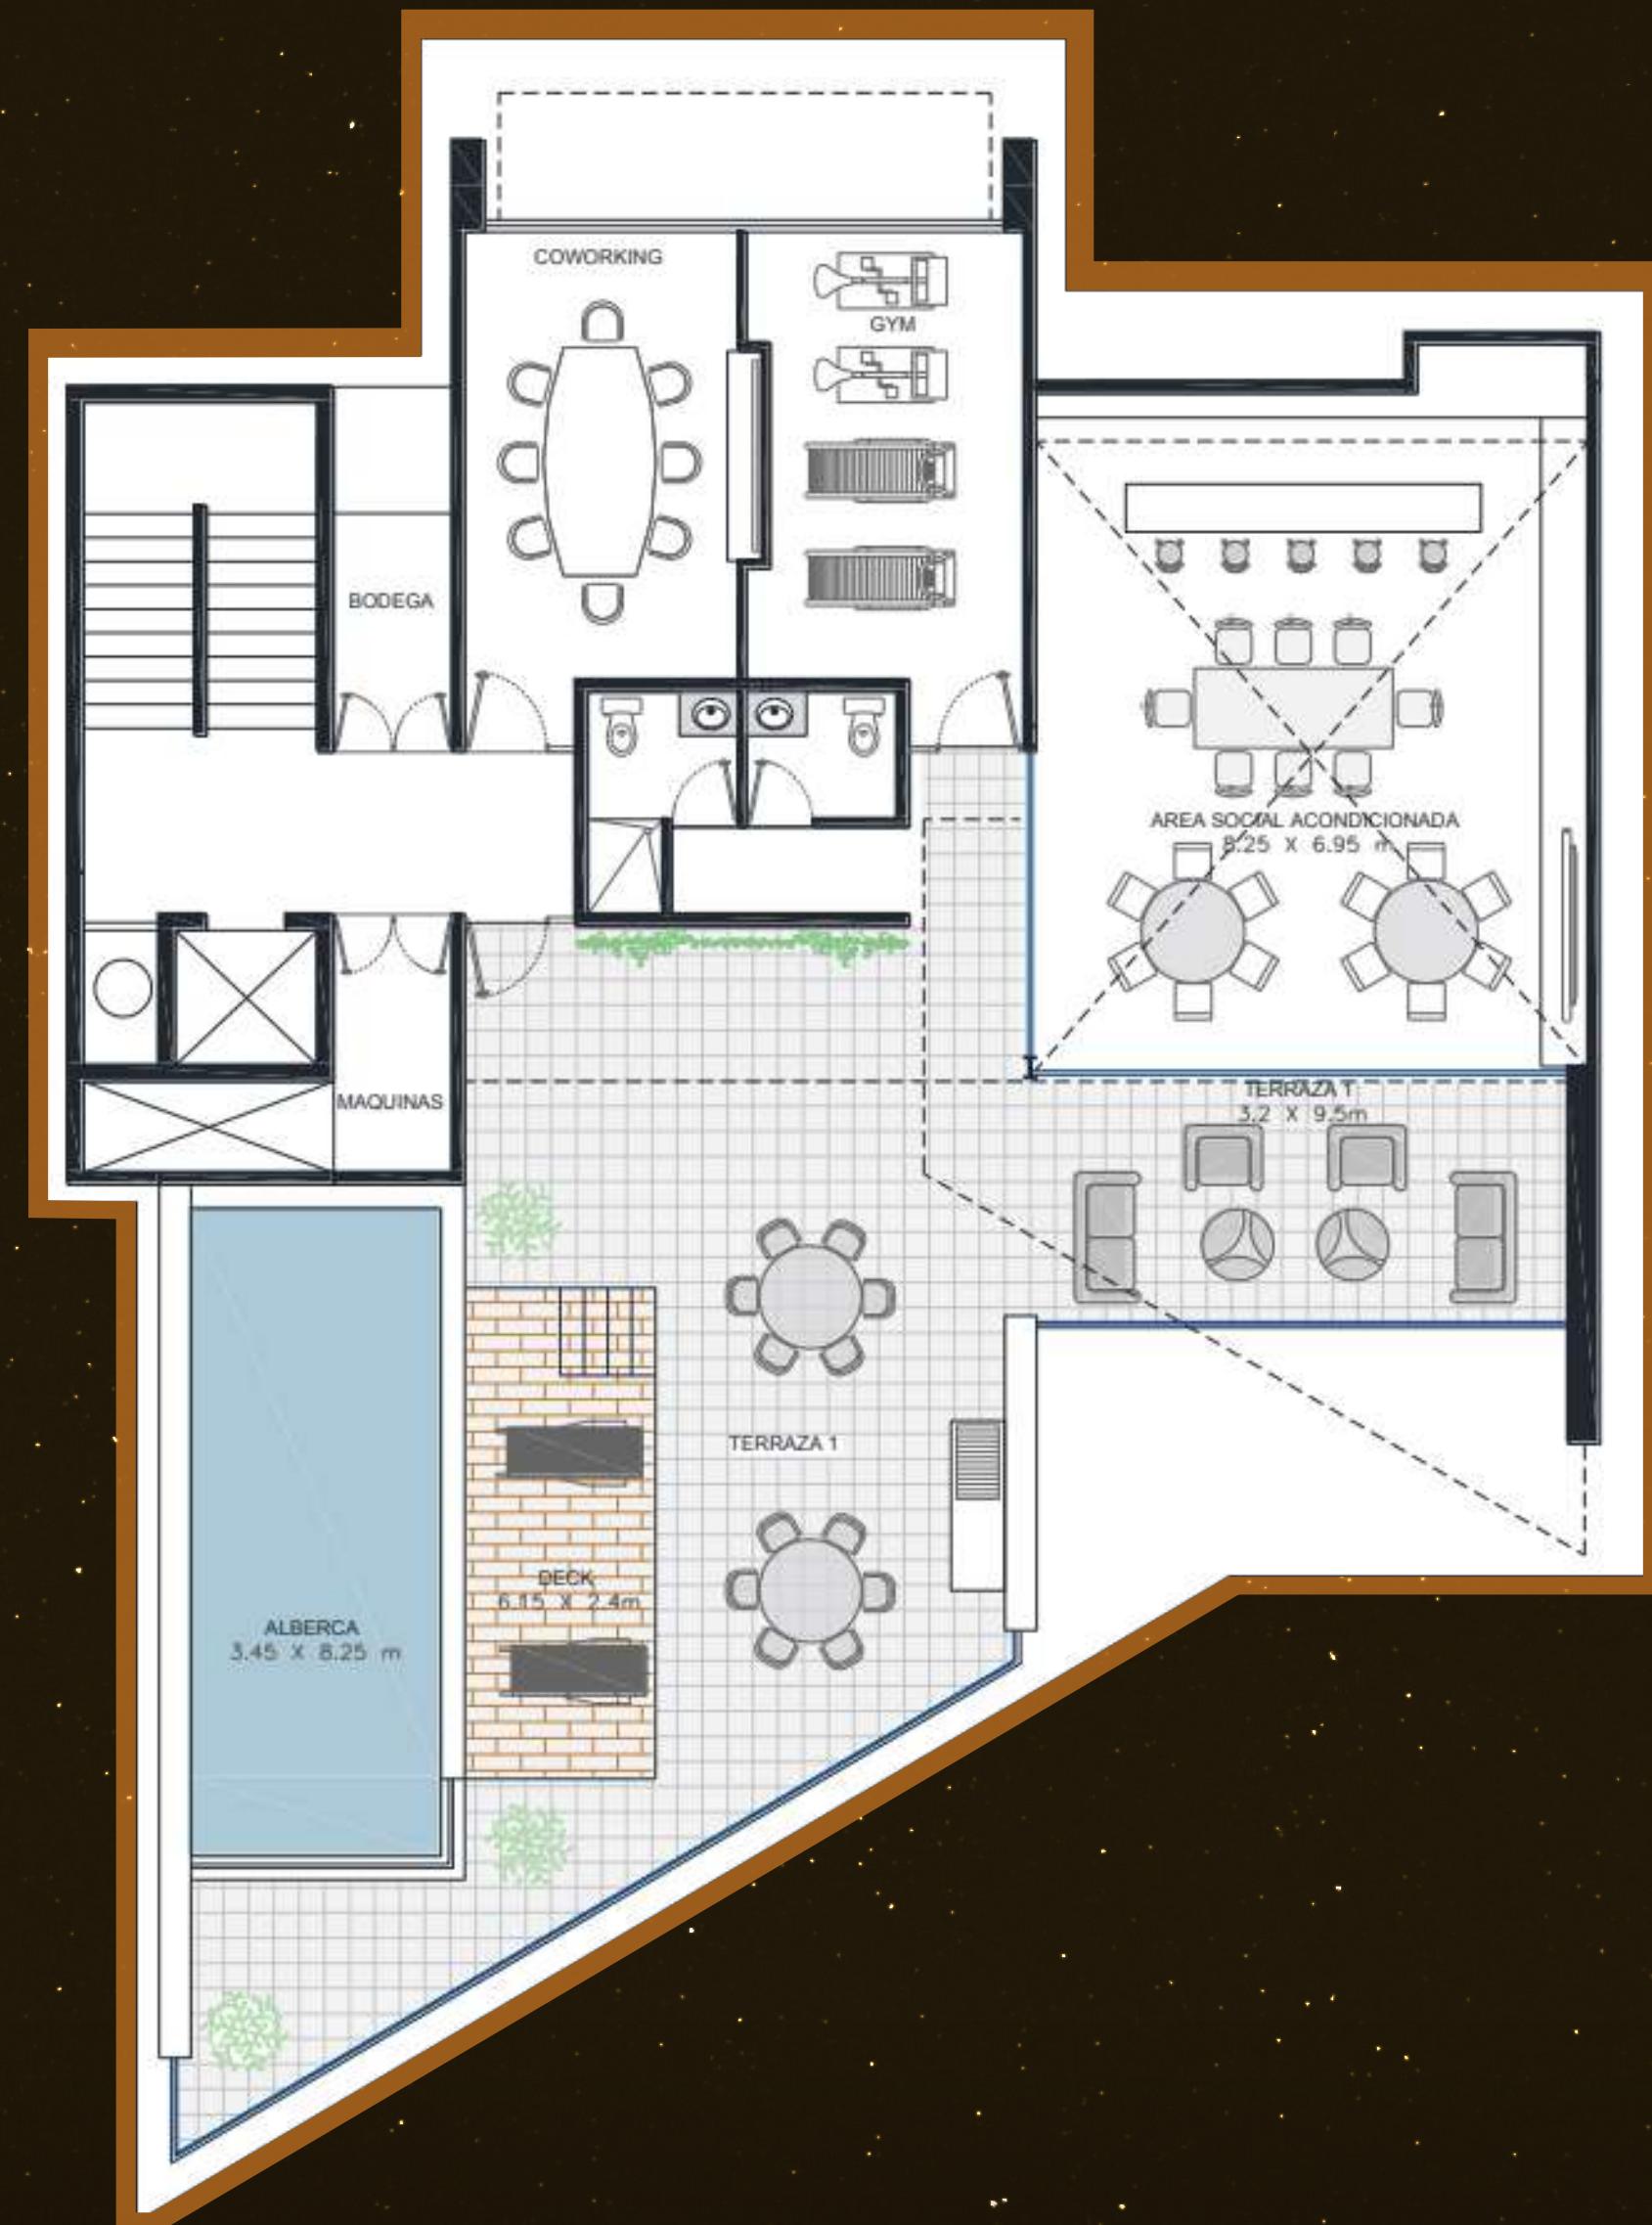 COWORKING
GYM
BODEGA
AREA SOCIAL ACONDICIONADA
8.25 X 6.95 m
MAQUINAS
TERRAZA 1
3.2 X 9.5m
TERRAZA 1
DECK
6.15 X 2.4m
ALBERCA
3.45 X 8.25 m